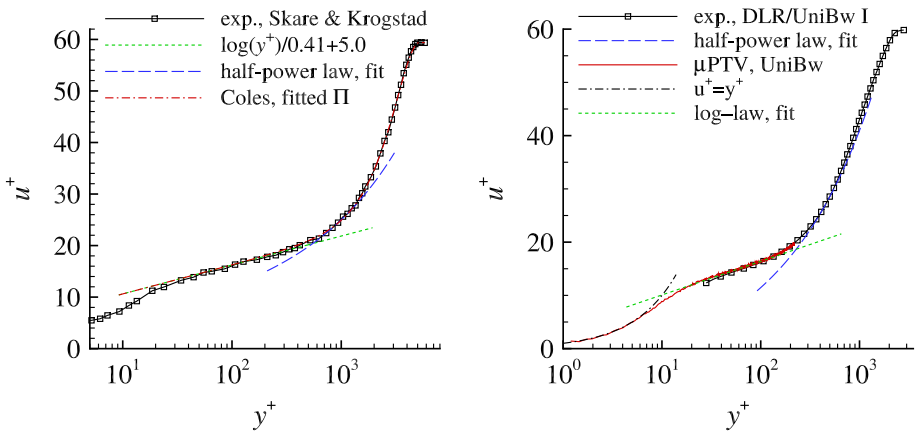 exp., Skare & Krogstad
log(y⁺)/0.41+5.0
half-power law, fit
Coles, fitted Π
60
50
40
30
20
10
0
10¹
10²
10³
u⁺
y⁺
exp., DLR/UniBw I
half-power law, fit
μPTV, UniBw
u⁺=y⁺
log-law, fit
60
40
20
0
10⁰
10¹
10²
10³
u⁺
y⁺